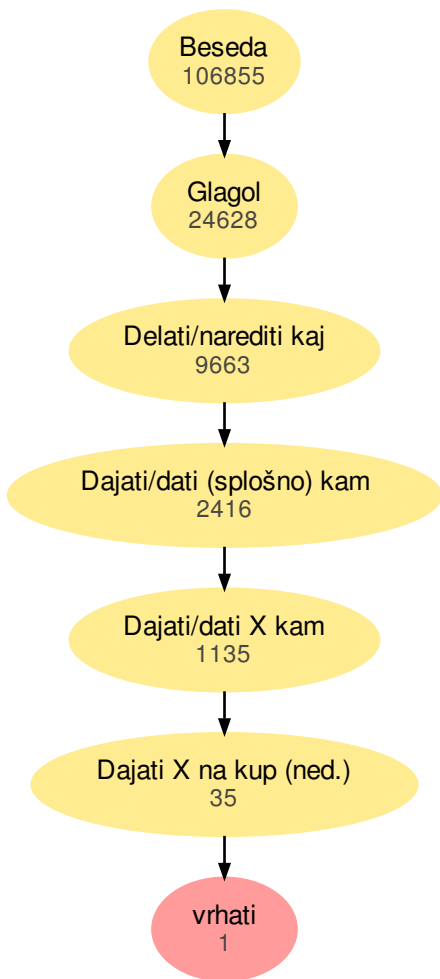 Beseda
106855
Glagol
24628
Delati/narediti kaj
9663
Dajati/dati (splošno) kam
2416
Dajati/dati X kam
1135
Dajati X na kup (ned.)
35
vrhati
1